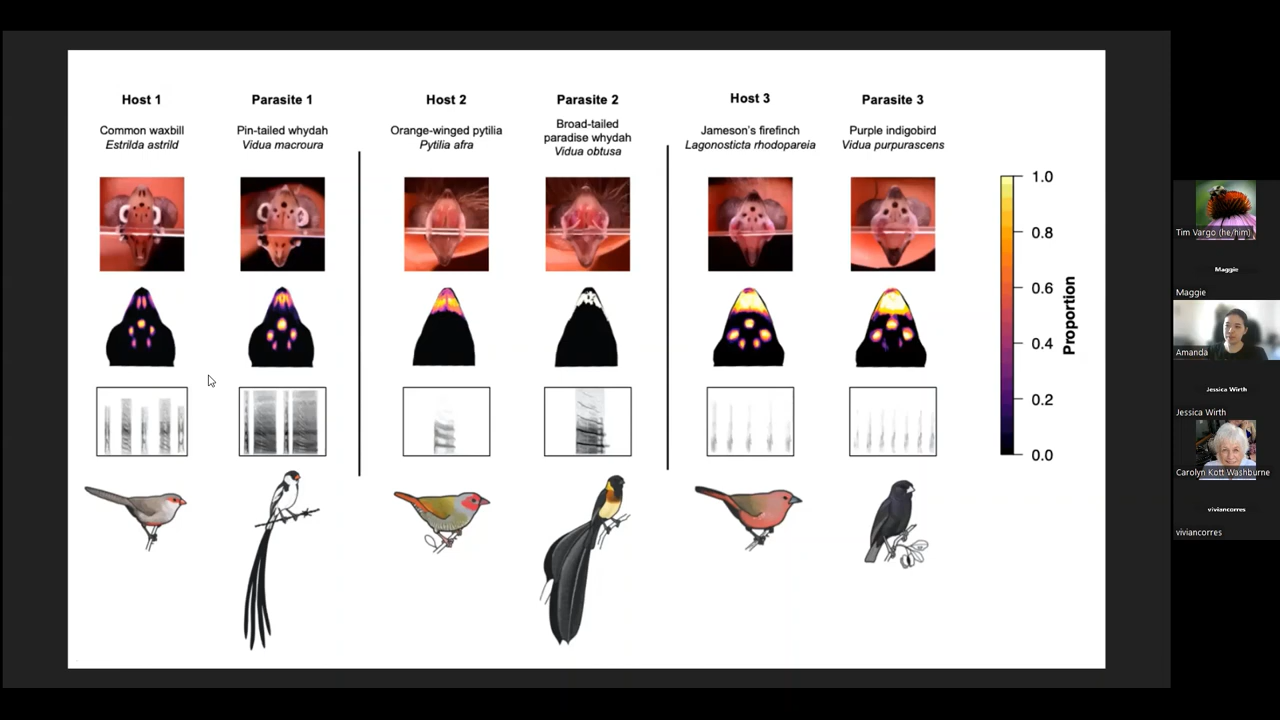 Host 1
Common waxbill
Estrilda astrild
Parasite 1
Pin-tailed whydah
Vidua macroura
Host 2
Orange-winged pytilia
Pytilia afra
Parasite 2
Broad-tailed
paradise whydah
Vidua obtusa
Host 3
Jameson's firefinch
Lagonosticta rhodopareia
Parasite 3
Purple indigobird
Vidua purpurascens
1.0
0.8
0.6
0.4
0.2
0.0
Proportion
Tim Vargo (he/him)
Maggie
Maggie
Amanda
Jessica Wirth
Jessica Wirth
Carolyn Kott Washburne
viviancorres
viviancorres